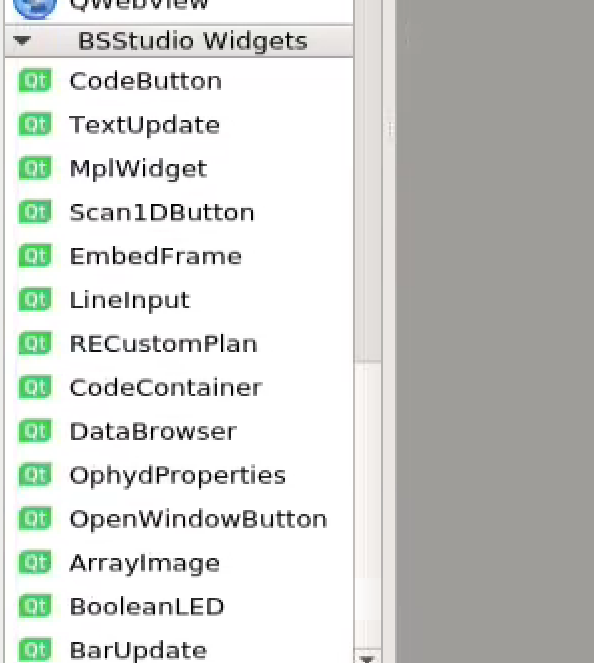 QWebView
BSStudio Widgets
Qt CodeButton
Qt TextUpdate
Qt MplWidget
Qt Scan1DButton
Qt EmbedFrame
Qt LineInput
Qt RECustomPlan
Qt CodeContainer
Qt DataBrowser
Qt OphydProperties
Qt OpenWindowButton
Qt ArrayImage
Qt BooleanLED
Qt BarUpdate